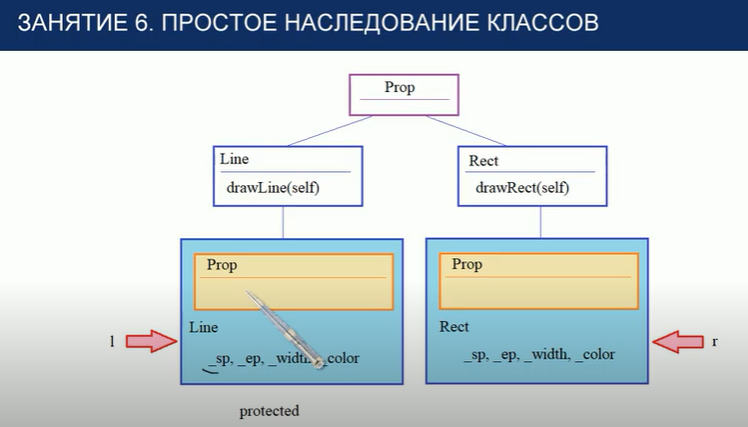 ЗАНЯТИЕ 6. ПРОСТОЕ НАСЛЕДОВАНИЕ КЛАССОВ
Prop
Line
drawLine(self)
Rect
drawRect(self)
Prop
Line
_sp, _ep, _width, _color
l
Prop
Rect
_sp, _ep, _width, _color
r
protected